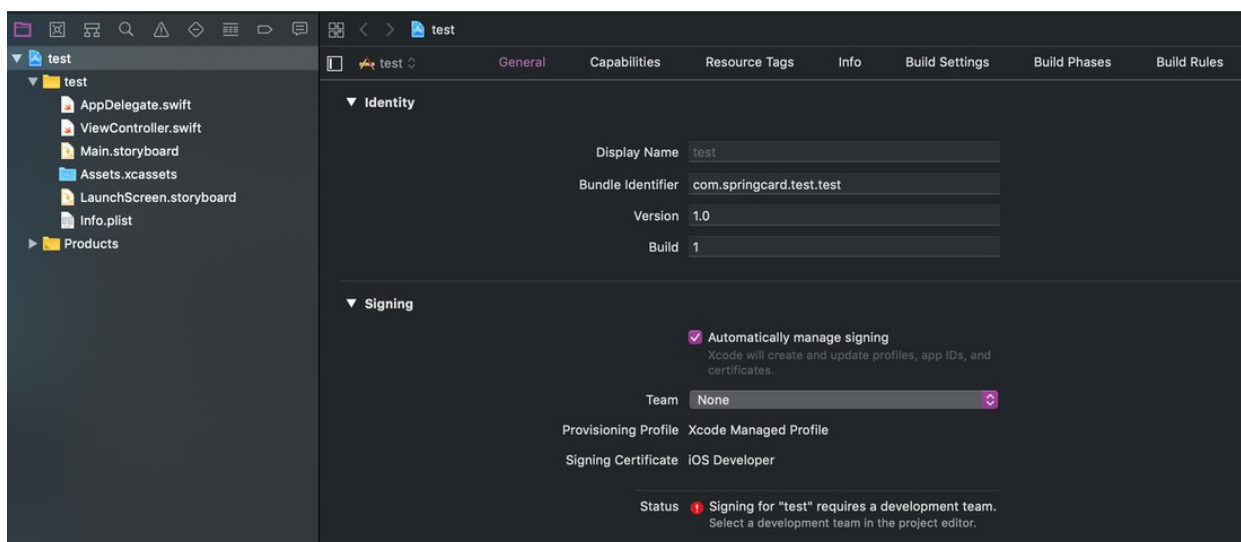 test
test
General
Capabilities
Resource Tags
Info
Build Settings
Build Phases
Build Rules
test
test
AppDelegate.swift
ViewController.swift
Main.storyboard
Assets.xcassets
LaunchScreen.storyboard
Info.plist
Products
Identity
Display Name test
Bundle Identifier com.springcard.test.test
Version 1.0
Build 1
Signing
Automatically manage signing
Xcode will create and update profiles, app IDs, and
certificates.
Team None
Provisioning Profile Xcode Managed Profile
Signing Certificate iOS Developer
Status Signing for "test" requires a development team.
Select a development team in the project editor.